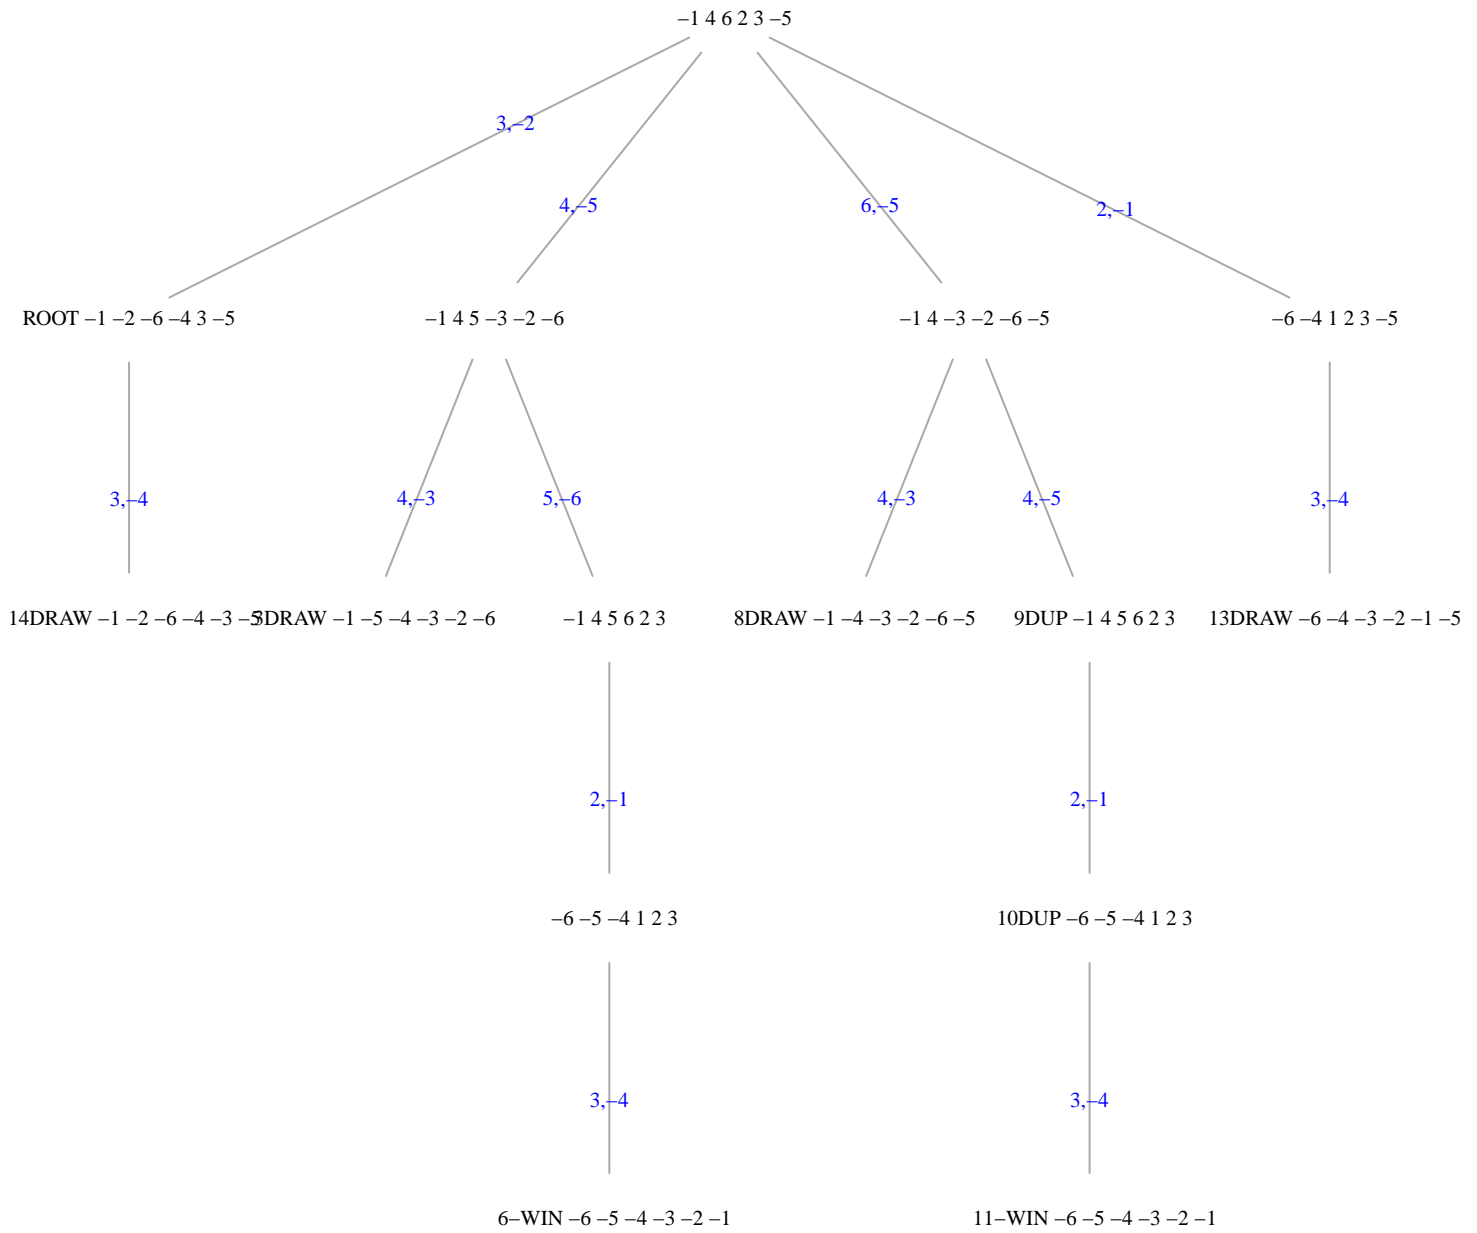 –1 4 6 2 3 –5
3,–2
4,–5
6,–5
2,–1
ROOT –1 –2 –6 –4 3 –5
–1 4 5 –3 –2 –6
–1 4 –3 –2 –6 –5
–6 –4 1 2 3 –5
3,–4
4,–3
5,–6
4,–3
4,–5
3,–4
14DRAW –1 –2 –6 –4 –3 –5
3DRAW –1 –5 –4 –3 –2 –6
–1 4 5 6 2 3
8DRAW –1 –4 –3 –2 –6 –5
9DUP –1 4 5 6 2 3
13DRAW –6 –4 –3 –2 –1 –5
2,–1
2,–1
–6 –5 –4 1 2 3
10DUP –6 –5 –4 1 2 3
3,–4
3,–4
6–WIN –6 –5 –4 –3 –2 –1
11–WIN –6 –5 –4 –3 –2 –1